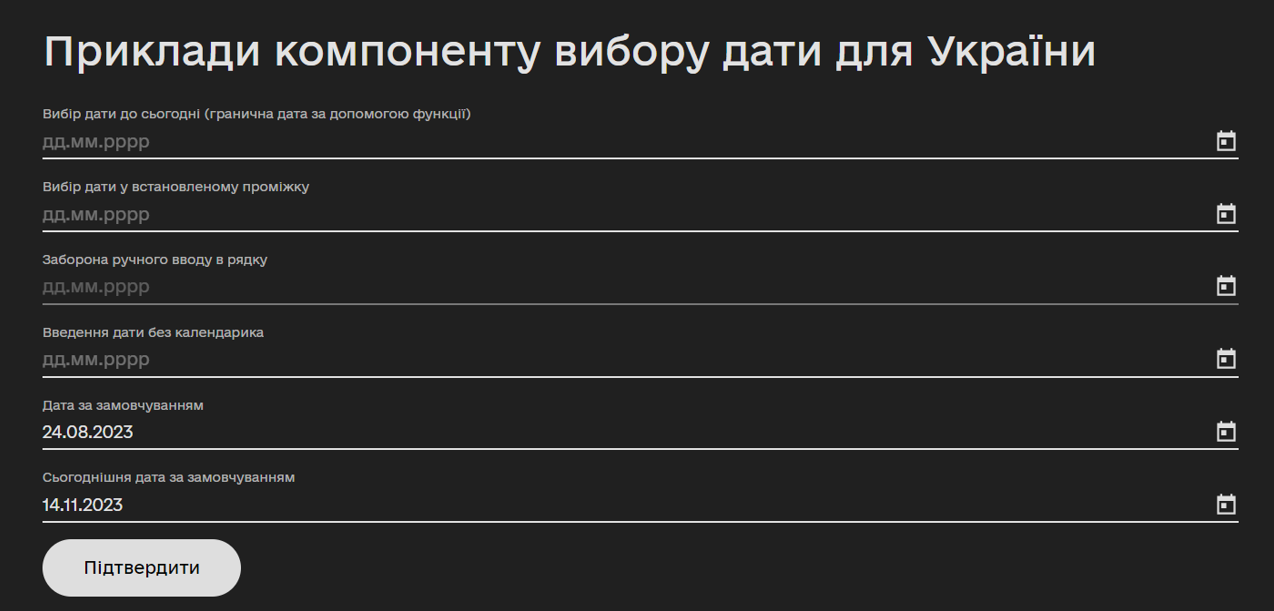 Приклади компоненту вибору дати для України
Вибір дати до сьогодні (гранична дата за допомогою функції)
дд.мм.рррр
Вибір дати у встановленому проміжку
дд.мм.рррр
Заборона ручного вводу в рядку
дд.мм.рррр
Введення дати без календарика
дд.мм.рррр
Дата за замовчуванням
24.08.2023
Сьогоднішня дата за замовчуванням
14.11.2023
Підтвердити